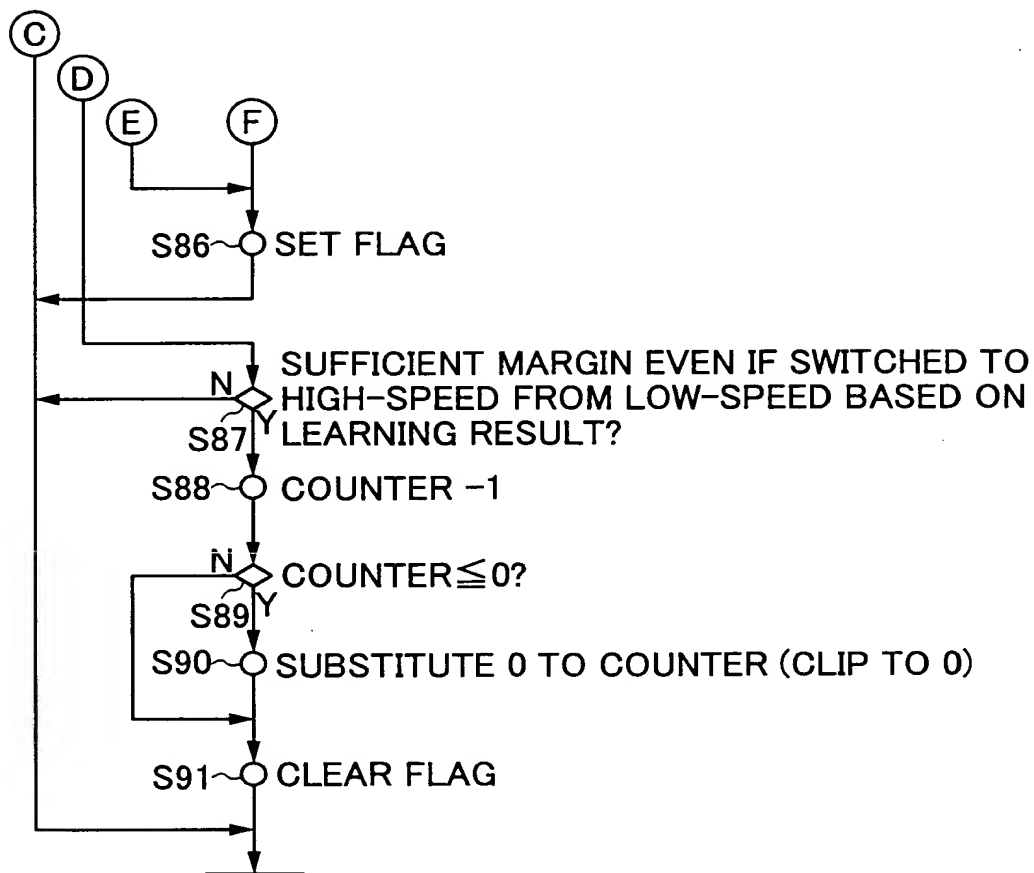 C
D
E F
S86 SET FLAG
SUFFICIENT MARGIN EVEN IF SWITCHED TO
N HIGH-SPEED FROM LOW-SPEED BASED ON
S87 Y LEARNING RESULT?
S88 COUNTER -1
N COUNTER≦0?
S89 Y
S90 SUBSTITUTE 0 TO COUNTER (CLIP TO 0)
S91 CLEAR FLAG